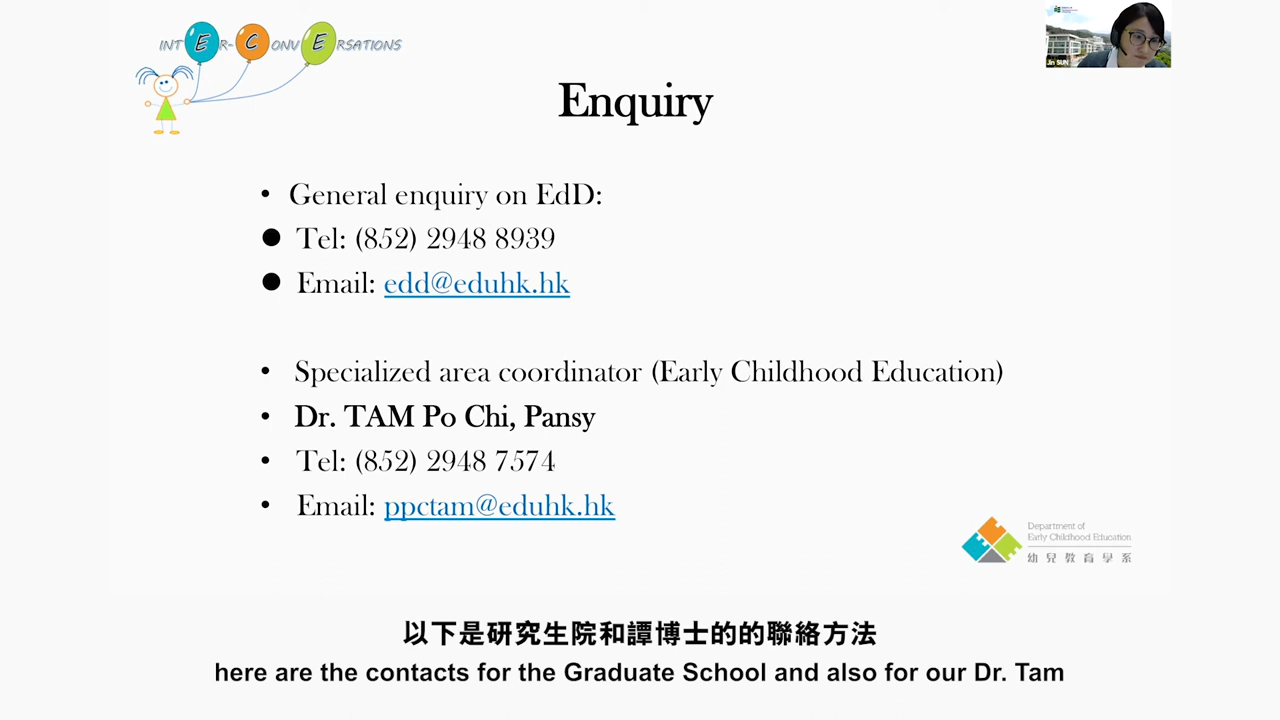 INTER-CONVERSATIONS
Jin SUN
Enquiry
• General enquiry on EdD:
● Tel: (852) 2948 8939
● Email: edd@eduhk.hk
• Specialized area coordinator (Early Childhood Education)
• Dr. TAM Po Chi, Pansy
• Tel: (852) 2948 7574
• Email: ppctam@eduhk.hk
Department of
Early Childhood Education
幼兒教育學系
以下是研究生院和譚博士的的聯絡方法
here are the contacts for the Graduate School and also for our Dr. Tam